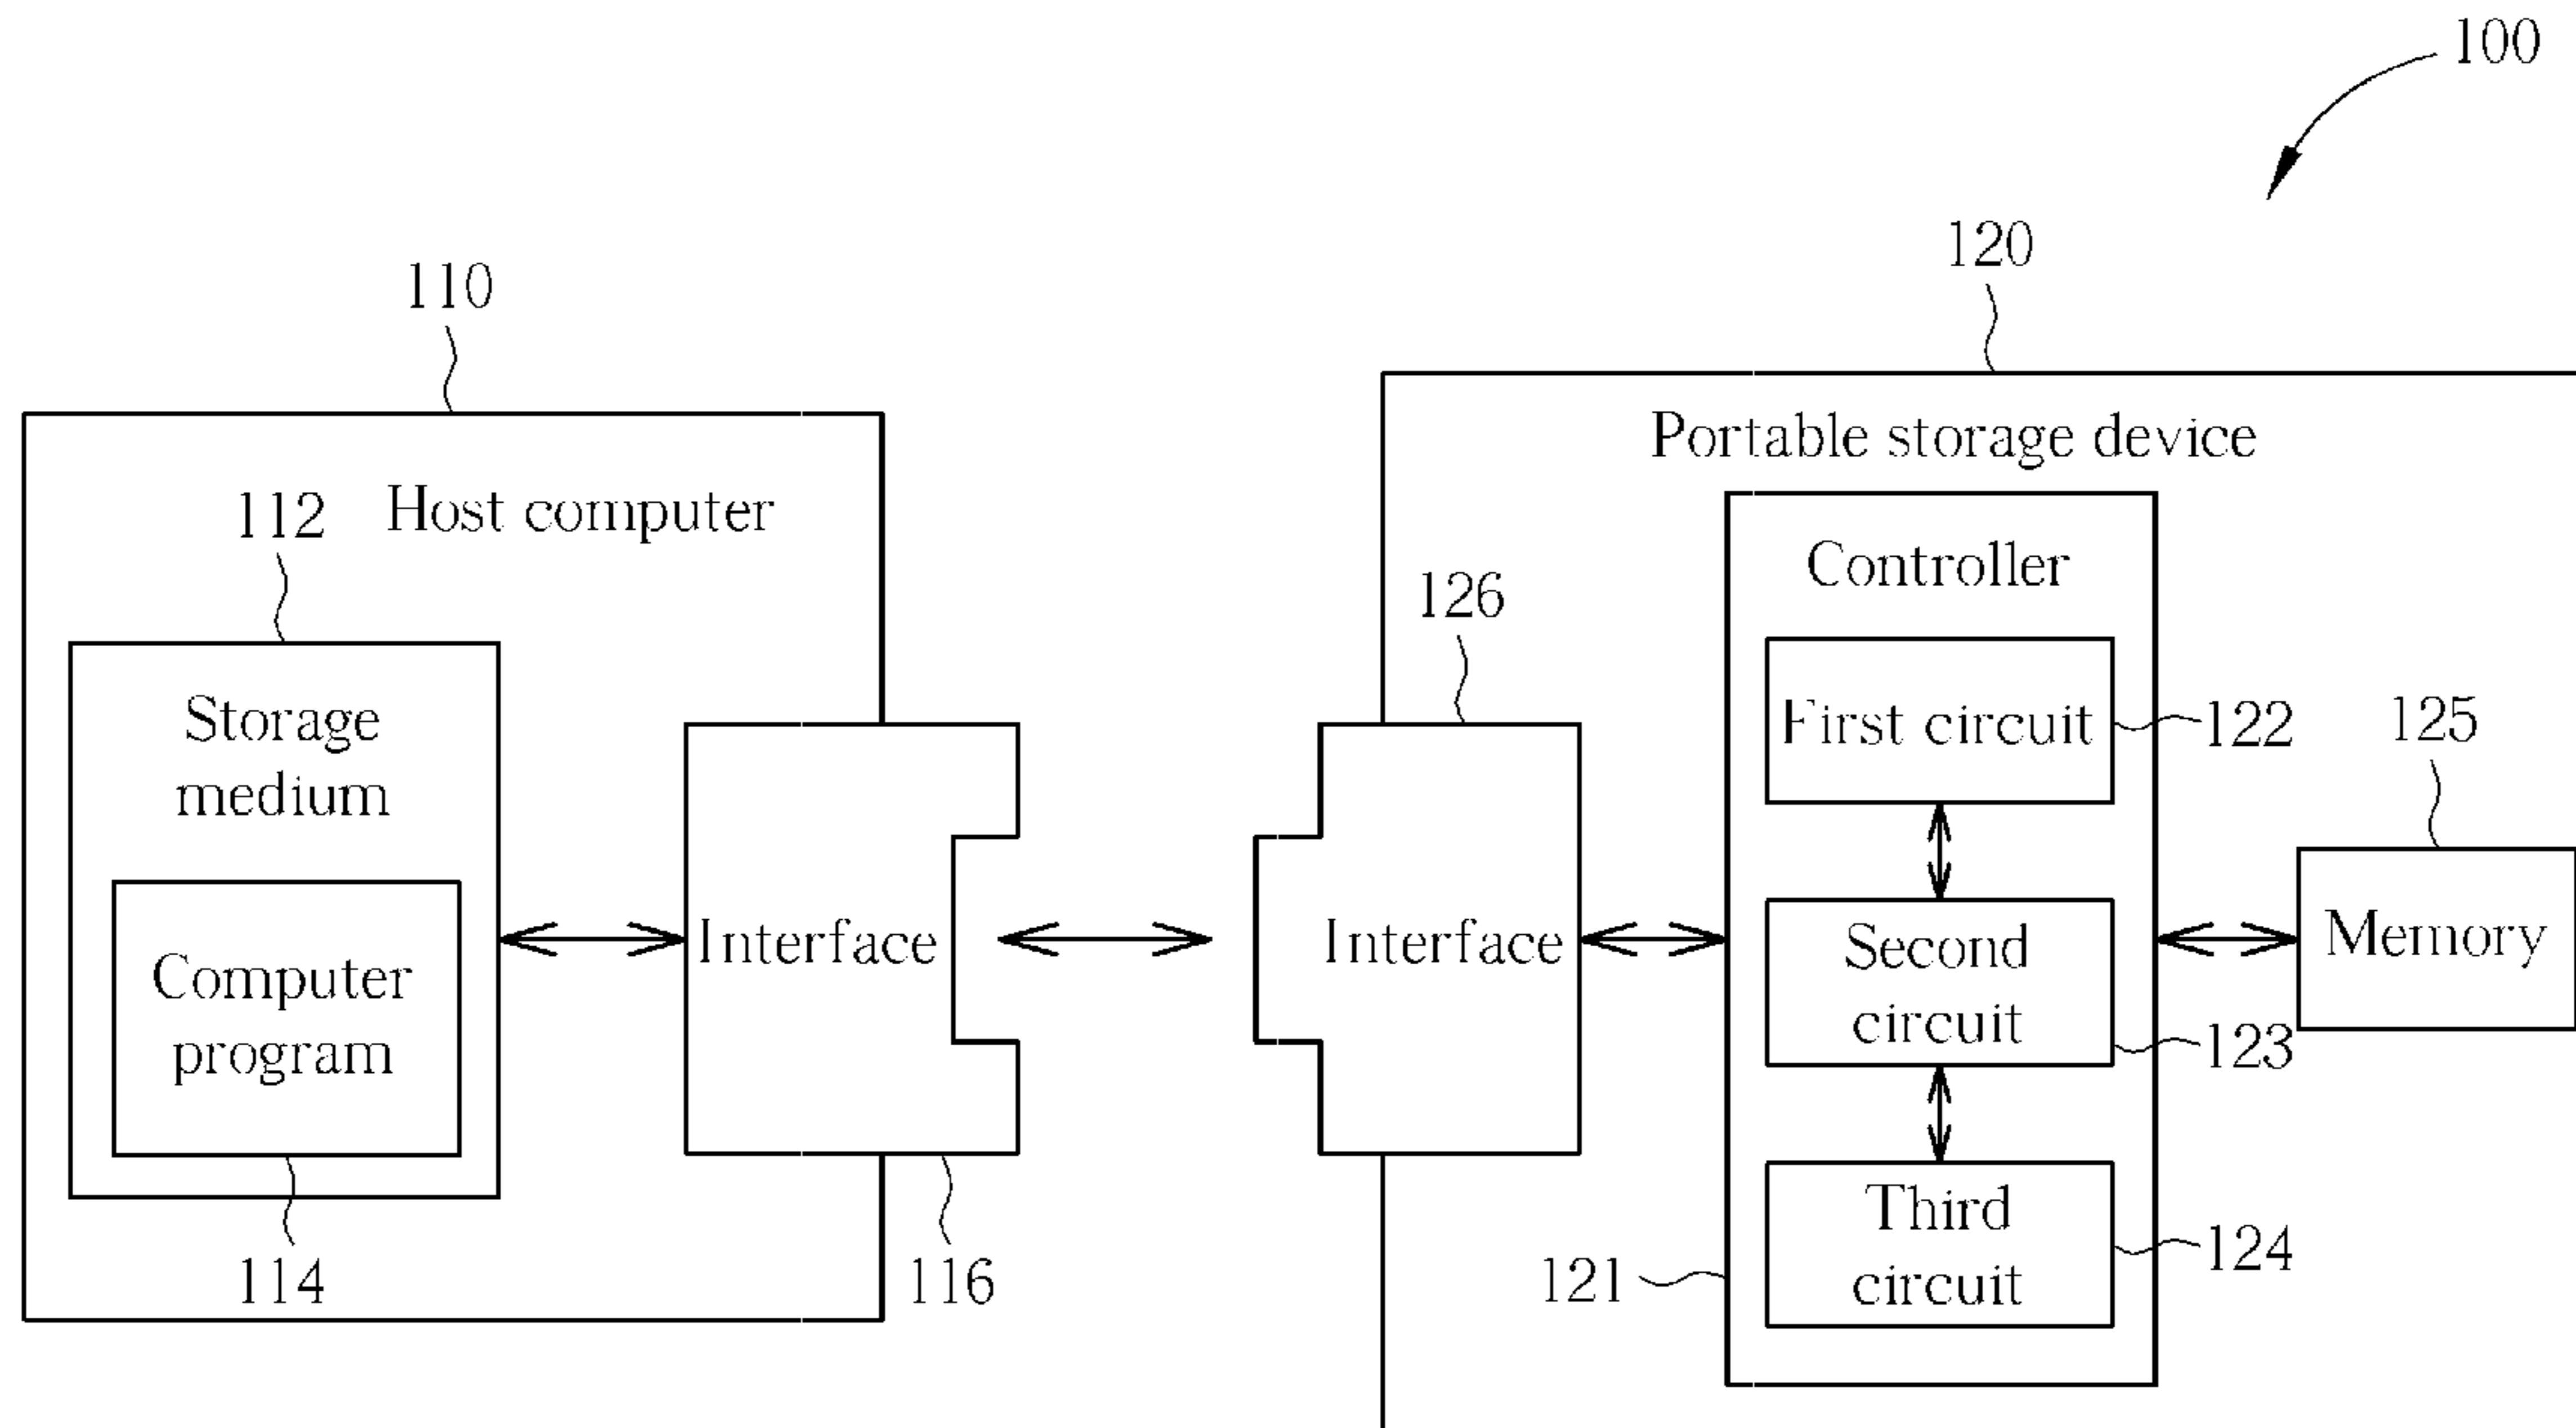 100
120
110
Portable storage device
Host computer
112
Controller
126
Storage
medium
First circuit
122
125
Computer
program
Interface
Interface
Second
circuit
123
Memory
Third
circuit
124
114
116
121